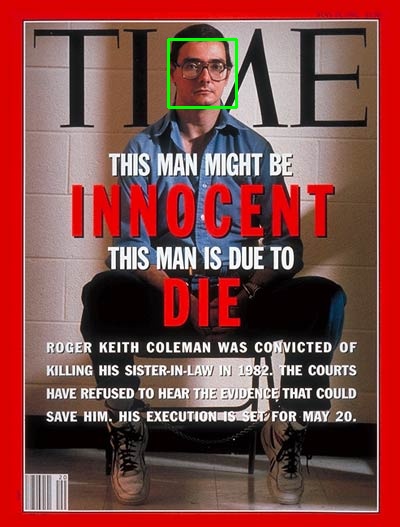 TIME
THIS MAN MIGHT BE
INNOCENT
THIS MAN IS DUE TO
DIE
ROGER KEITH COLEMAN WAS CONVICTED OF
KILLING HIS SISTER-IN-LAW IN 1982. THE COURTS
HAVE REFUSED TO HEAR THE EVIDENCE THAT COULD
SAVE HIM. HIS EXECUTION IS SET FOR MAY 20.
20